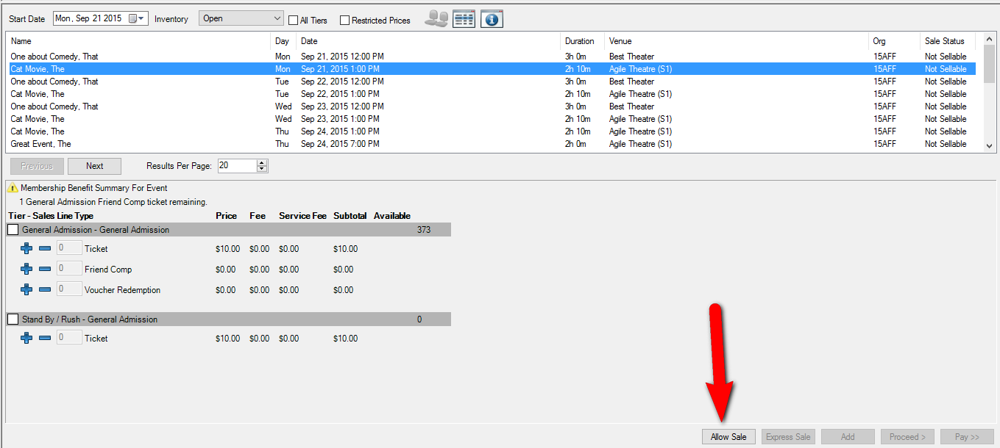 Start Date Mon, Sep 21 2015 Inventory Open All Tiers Restricted Prices
Name Day Date Duration Venue Org Sale Status
One about Comedy, That Mon Sep 21, 2015 12:00 PM 3h 0m Best Theater 15AFF Not Sellable
Cat Movie, The Mon Sep 21, 2015 1:00 PM 2h 10m Agile Theatre (S1) 15AFF Not Sellable
One about Comedy, That Tue Sep 22, 2015 12:00 PM 3h 0m Best Theater 15AFF Not Sellable
Cat Movie, The Tue Sep 22, 2015 1:00 PM 2h 10m Agile Theatre (S1) 15AFF Not Sellable
One about Comedy, That Wed Sep 23, 2015 12:00 PM 3h 0m Best Theater 15AFF Not Sellable
Cat Movie, The Wed Sep 23, 2015 1:00 PM 2h 10m Agile Theatre (S1) 15AFF Not Sellable
Cat Movie, The Thu Sep 24, 2015 1:00 PM 2h 10m Agile Theatre (S1) 15AFF Not Sellable
Great Event, The Thu Sep 24, 2015 7:00 PM 2h 0m Agile Theatre (S1) 15AFF Not Sellable
Previous Next Results Per Page: 20
Membership Benefit Summary For Event
1 General Admission Friend Comp ticket remaining.
Tier - Sales Line Type Price Fee Service Fee Subtotal Available
General Admission - General Admission 373
0 Ticket $10.00 $0.00 $0.00 $10.00
0 Friend Comp $0.00 $0.00 $0.00 $0.00
0 Voucher Redemption $0.00 $0.00 $0.00 $0.00
Stand By / Rush - General Admission 0
0 Ticket $10.00 $0.00 $0.00 $10.00
Allow Sale Express Sale Add Proceed > Pay >>